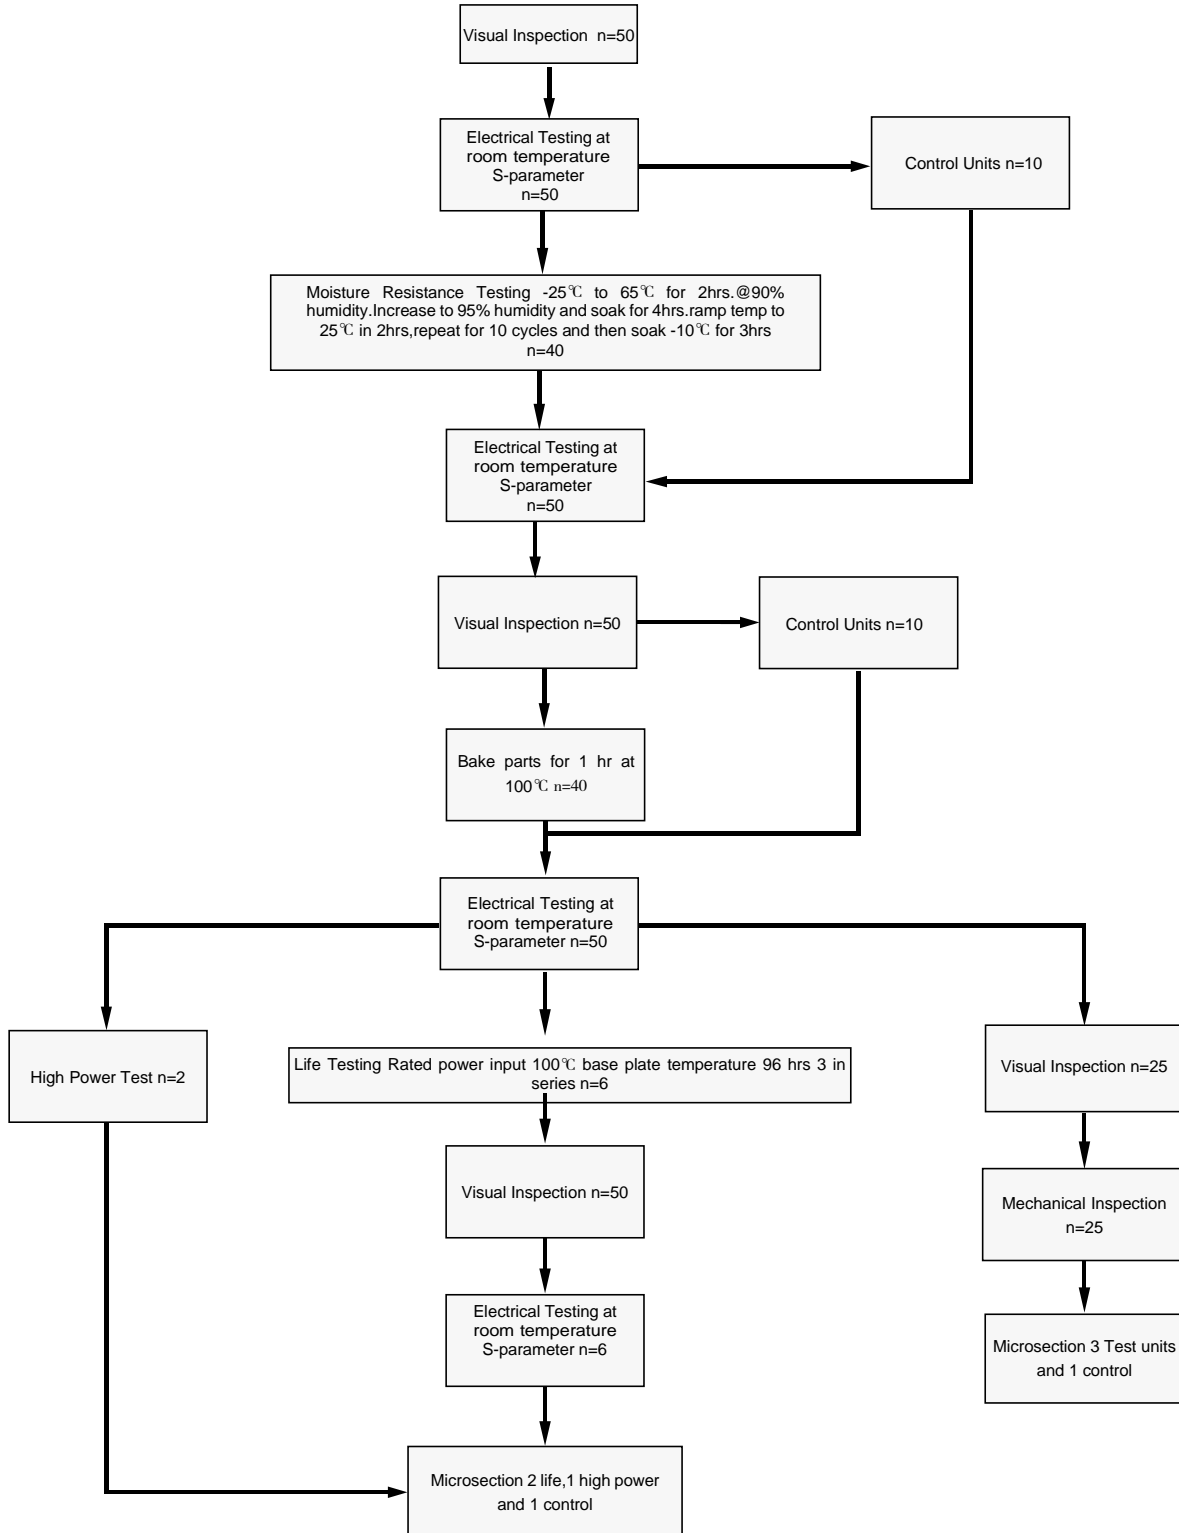 Visual Inspection n=50
Electrical Testing at
room temperature
S-parameter
n=50
Control Units n=10
Moisture Resistance Testing -25℃ to 65℃ for 2hrs.@90%
humidity.Increase to 95% humidity and soak for 4hrs.ramp temp to
25℃ in 2hrs,repeat for 10 cycles and then soak -10℃ for 3hrs
n=40
Electrical Testing at
room temperature
S-parameter
n=50
Visual Inspection n=50
Control Units n=10
Bake parts for 1 hr at
100℃ n=40
Electrical Testing at
room temperature
S-parameter n=50
High Power Test n=2
Life Testing Rated power input 100℃ base plate temperature 96 hrs 3 in
series n=6
Visual Inspection n=25
Visual Inspection n=50
Mechanical Inspection
n=25
Electrical Testing at
room temperature
S-parameter n=6
Microsection 3 Test units
and 1 control
Microsection 2 life,1 high power
and 1 control